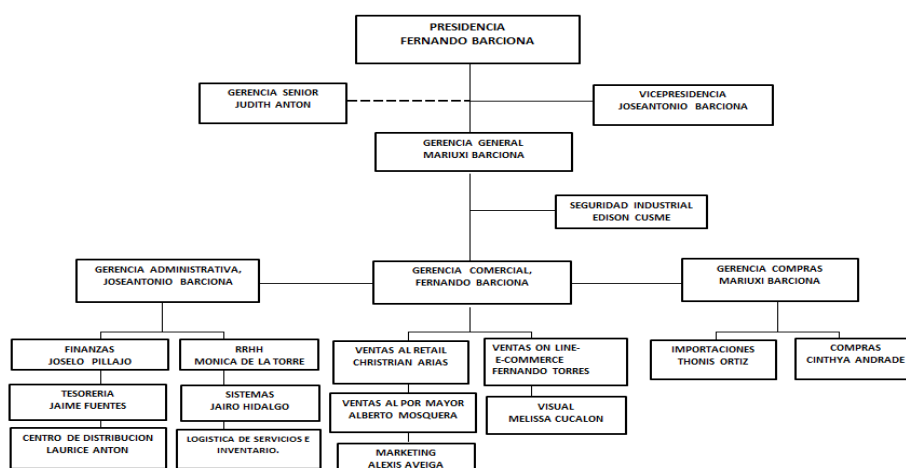 PRESIDENCIA
FERNANDO BARCIONA
GERENCIA SENIOR
JUDITH ANTON
VICEPRESIDENCIA
JOSEANTONIO BARCIONA
GERENCIA GENERAL
MARIUXI BARCIONA
SEGURIDAD INDUSTRIAL
EDISON CUSME
GERENCIA ADMINISTRATIVA,
JOSEANTONIO BARCIONA
GERENCIA COMERCIAL,
FERNANDO BARCIONA
GERENCIA COMPRAS
MARIUXI BARCIONA
FINANZAS
JOSELO PILLAJO
RRHH
MONICA DE LA TORRE
VENTAS AL RETAIL
CHRISTRIAN ARIAS
VENTAS ON LINE-
E-COMMERCE
FERNANDO TORRES
IMPORTACIONES
THONIS ORTIZ
COMPRAS
CINTHYA ANDRADE
TESORERIA
JAIME FUENTES
SISTEMAS
JAIRO HIDALGO
VENTAS AL POR MAYOR
ALBERTO MOSQUERA
VISUAL
MELISSA CUCALON
CENTRO DE DISTRIBUCION
LAURICE ANTON
LOGISTICA DE SERVICIOS E
INVENTARIO.
MARKETING
ALEXIS AVEIGA